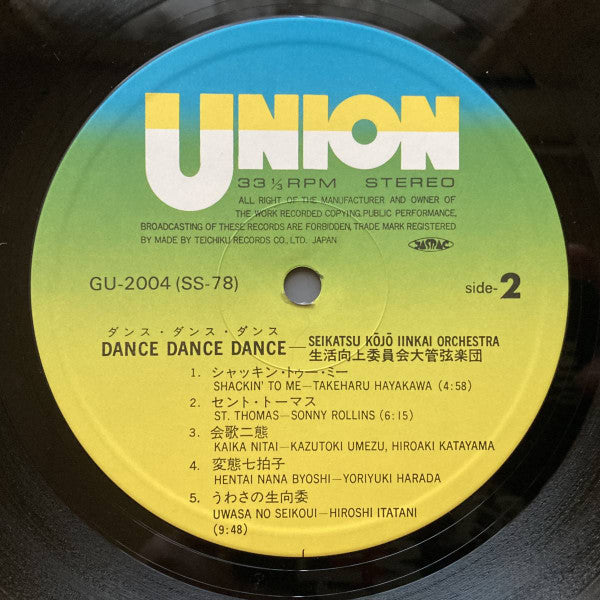 UNION
33 ⅓ RPM STEREO
ALL RIGHT OF THE MANUFACTURER AND OWNER OF
THE WORK RECORDED COPYING, PUBLIC PERFORMANCE,
BROADCASTING OF THESE RECORDS ARE FORBIDDEN, TRADE MARK REGISTERED
BY MADE BY TEICHIKU RECORDS CO., LTD. JAPAN
JASRAC
GU-2004 (SS-78)
side-2
ダンス・ダンス・ダンス
DANCE DANCE DANCE—SEIKATSU KŌJŌ IINKAI ORCHESTRA
生活向上委員会大管弦楽団
1. シャッキン・トゥー・ミー
SHACKIN' TO ME—TAKEHARU HAYAKAWA (4:58)
2. セント・トーマス
ST. THOMAS—SONNY ROLLINS (6:15)
3. 会歌二態
KAIKA NITAI—KAZUTOKI UMEZU, HIROAKI KATAYAMA
4. 変態七拍子
HENTAI NANA BYOSHI—YORIYUKI HARADA
5. うわさの生向委
UWASA NO SEIKOUI—HIROSHI ITATANI
(9:48)